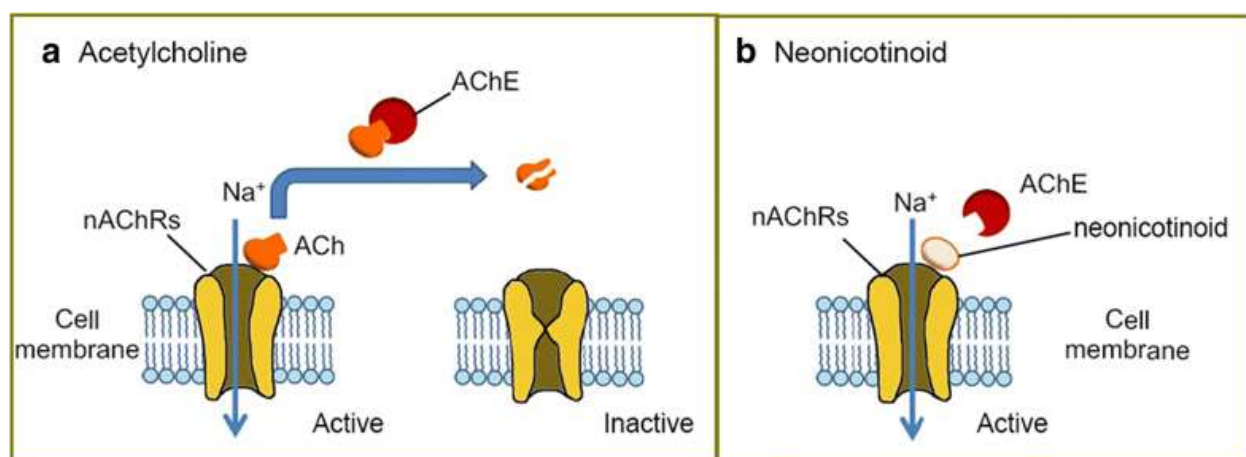 a Acetylcholine
AChE
Na⁺
nAChRs
ACh
Cell
membrane
Active
Inactive
b Neonicotinoid
AChE
Na⁺
nAChRs
neonicotinoid
Cell
membrane
Active